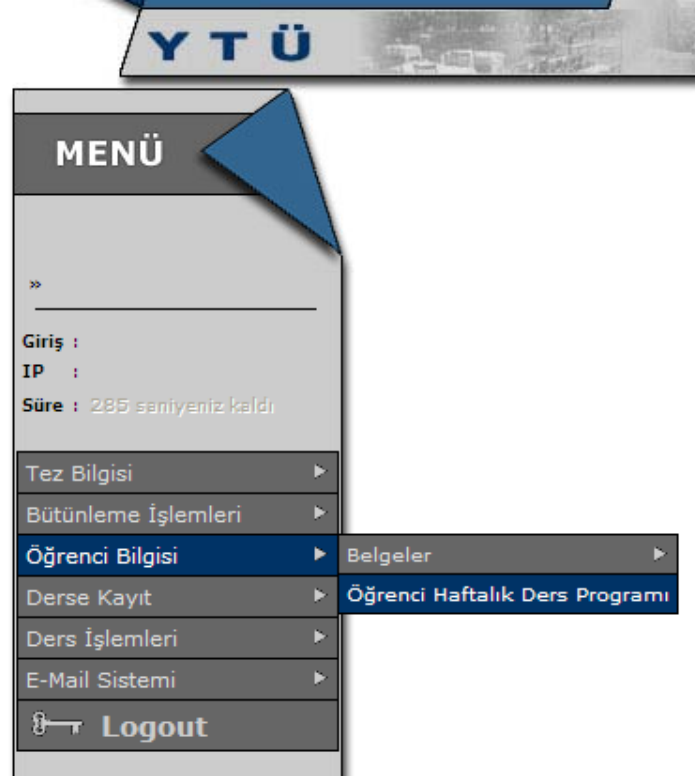 YTÜ
MENÜ
»
Giriş :
IP :
Süre : 285 saniyeniz kaldı
Tez Bilgisi
Bütünleme İşlemleri
Öğrenci Bilgisi
Belgeler
Derse Kayıt
Öğrenci Haftalık Ders Programı
Ders İşlemleri
E-Mail Sistemi
Logout